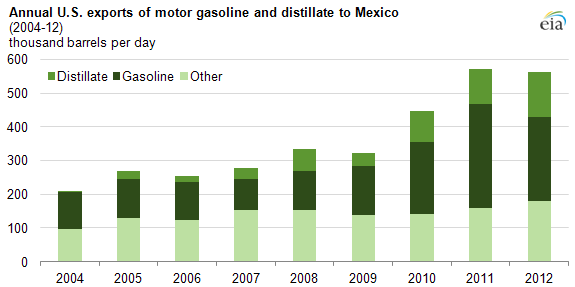 Annual U.S. exports of motor gasoline and distillate to Mexico
(2004-12)
thousand barrels per day
eia
600
Distillate Gasoline Other
500
400
300
200
100
0
2004 2005 2006 2007 2008 2009 2010 2011 2012